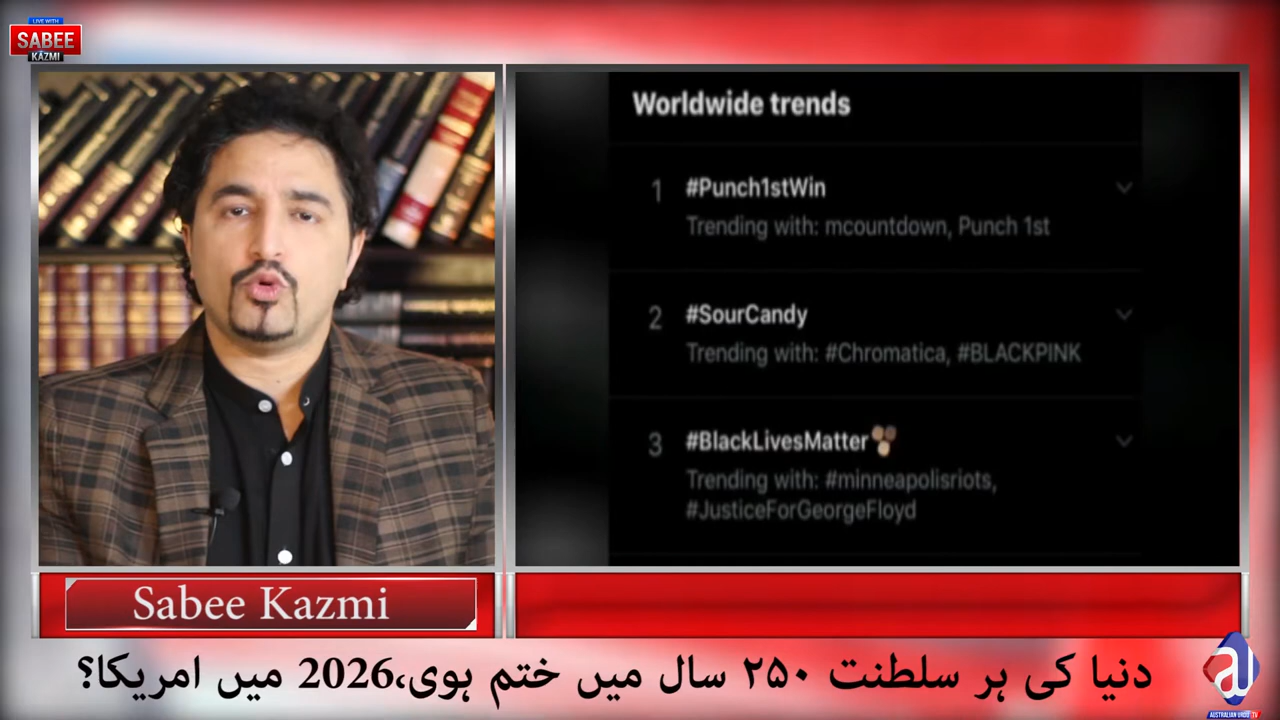 LIVE WITH
SABEE
KAZMI
Worldwide trends
1 #Punch1stWin
Trending with: mcountdown, Punch 1st
2 #SourCandy
Trending with: #Chromatica, #BLACKPINK
3 #BlackLivesMatter
Trending with: #minneapolisriots,
#JusticeForGeorgeFloyd
Sabee Kazmi
دنیا کی ہر سلطنت ۲۵۰ سال میں ختم ہوی،2026 میں امریکا؟
AUSTRALIAN URDU TV